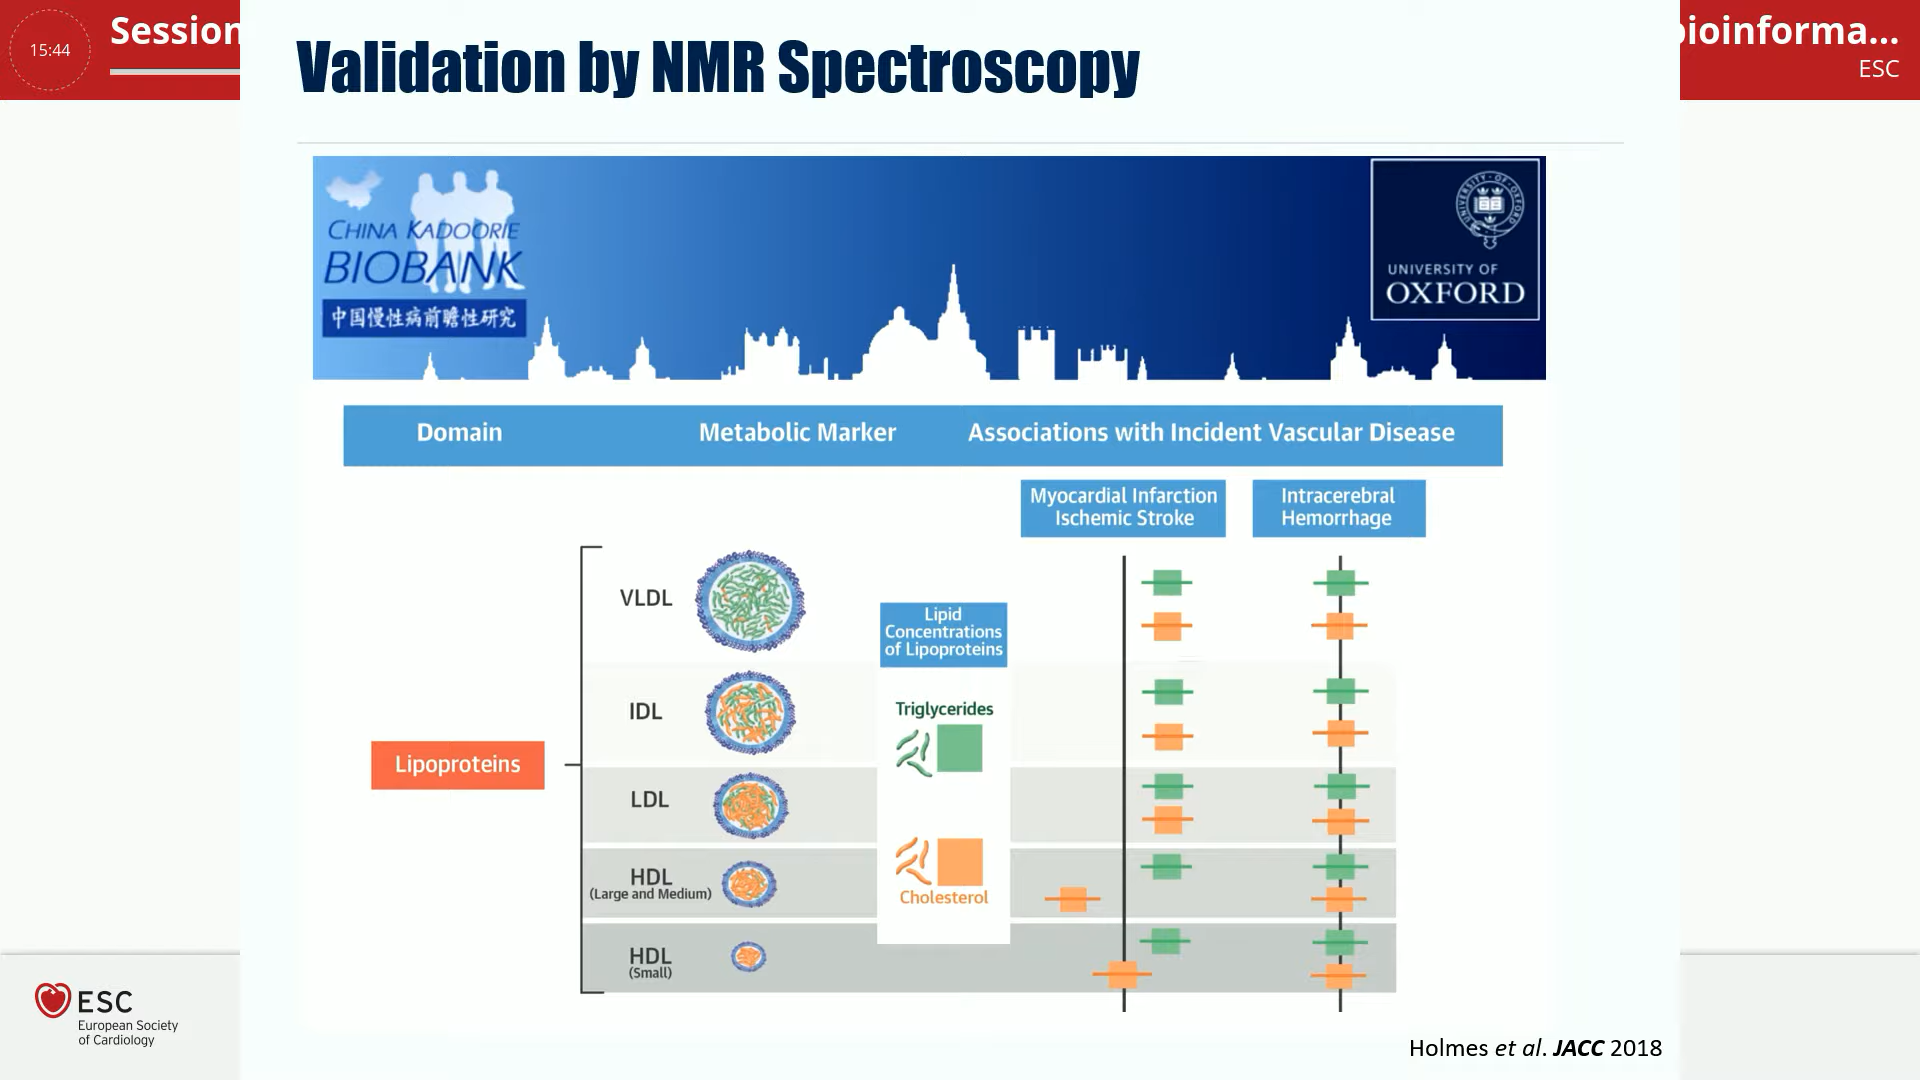 15:44
Session
bioinforma...
ESC
Validation by NMR Spectroscopy
CHINA KADOORIE
BIOBANK
中国慢性病前瞻性研究
UNIVERSITY OF
OXFORD
Domain
Metabolic Marker
Associations with Incident Vascular Disease
Myocardial Infarction
Ischemic Stroke
Intracerebral
Hemorrhage
VLDL
Lipid
Concentrations
of Lipoproteins
IDL
Triglycerides
Lipoproteins
LDL
HDL
(Large and Medium)
Cholesterol
HDL
(Small)
ESC
European Society
of Cardiology
Holmes et al. JACC 2018